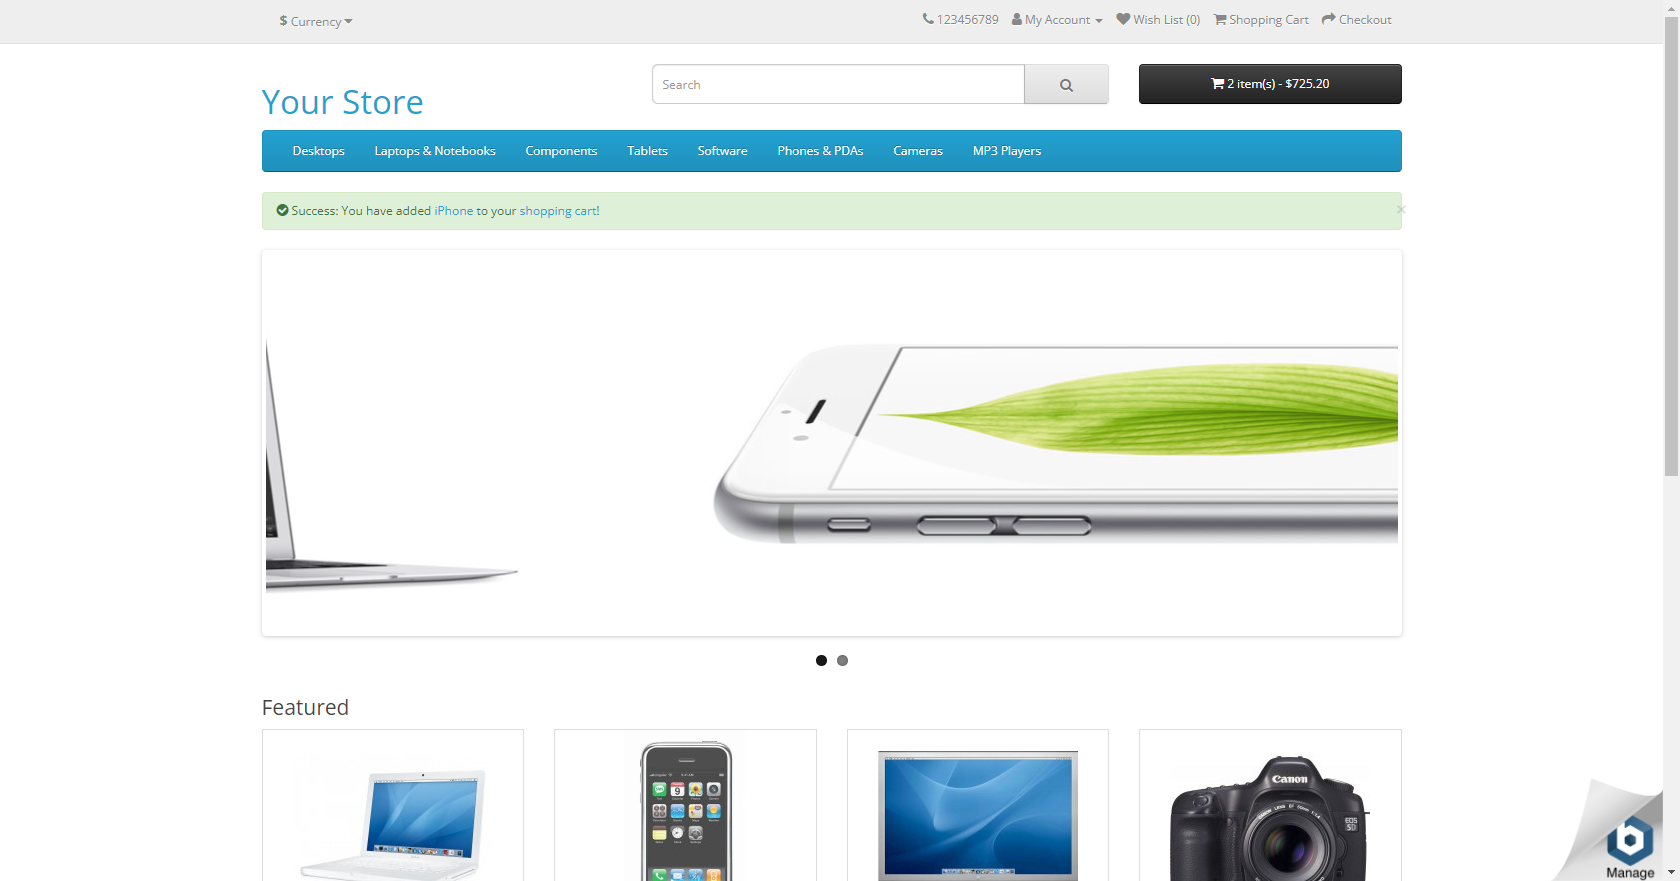 $ Currency
123456789 My Account Wish List (0) Shopping Cart Checkout
Your Store
Search
2 item(s) - $725.20
Desktops Laptops & Notebooks Components Tablets Software Phones & PDAs Cameras MP3 Players
Success: You have added iPhone to your shopping cart!
×
Featured
Canon
EOS
5D
Manage